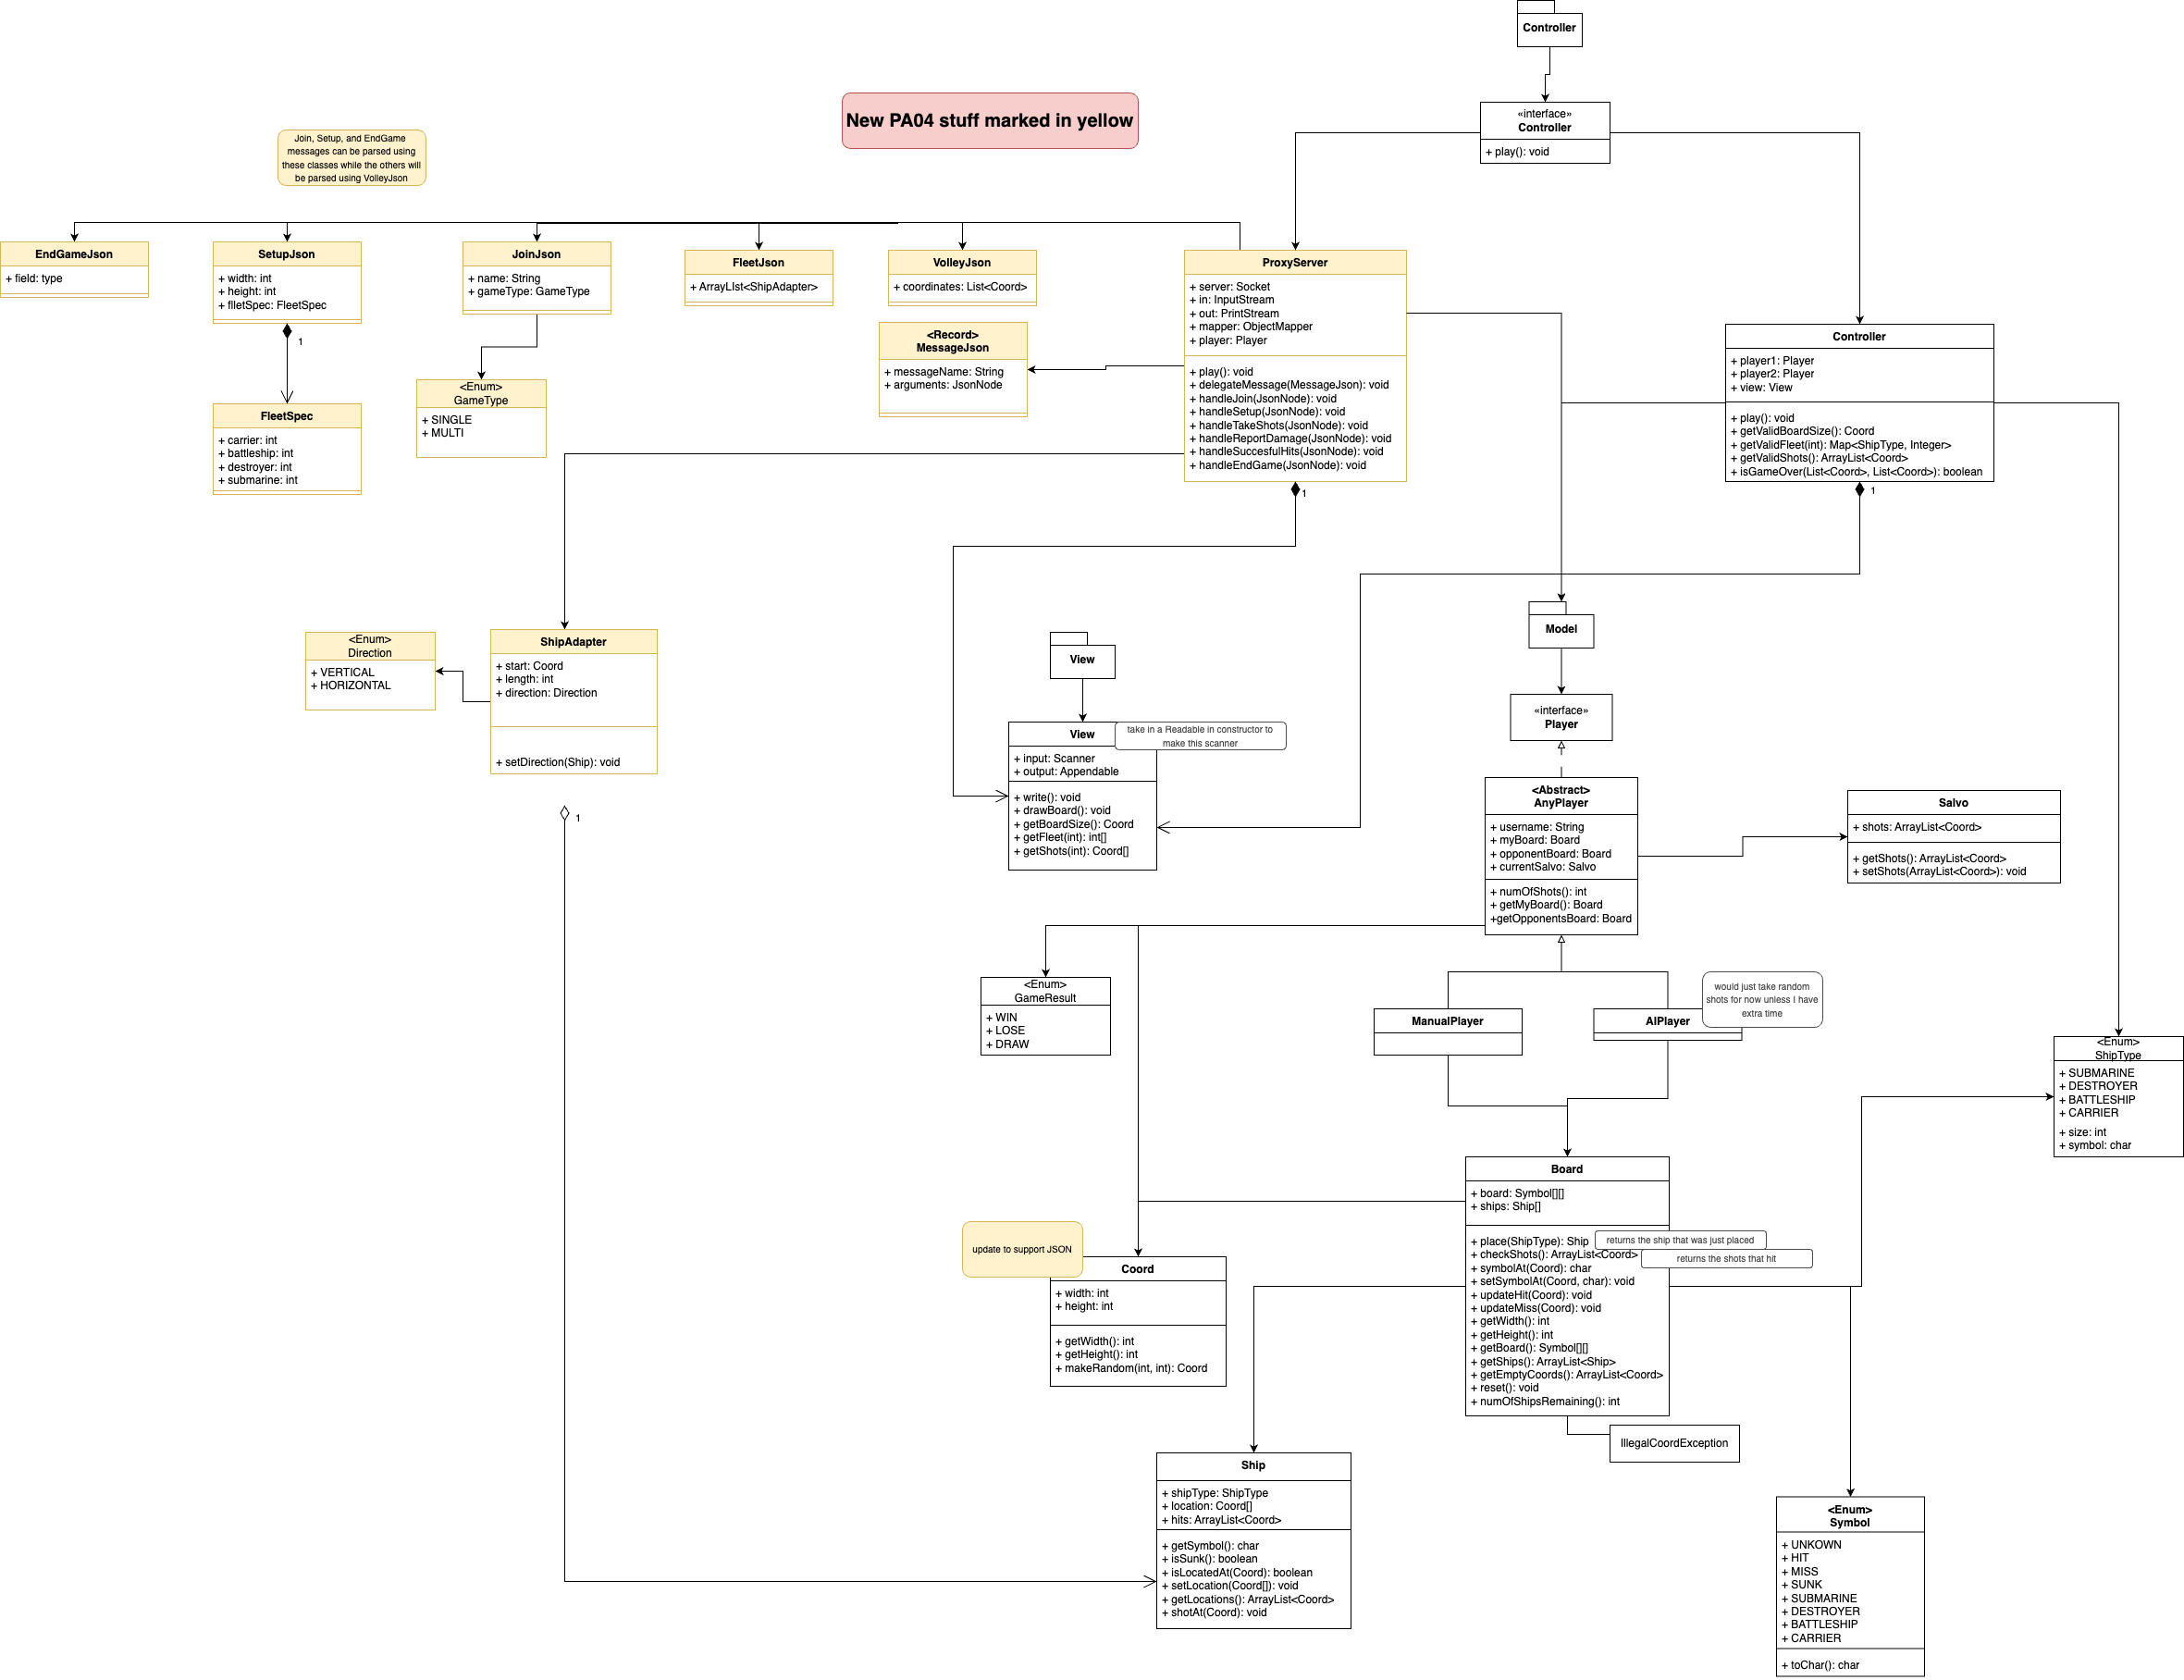 Controller
«interface»
Controller
+ play(): void
New PA04 stuff marked in yellow
Join, Setup, and EndGame
messages can be parsed using
these classes while the others will
be parsed using VolleyJson
EndGameJson
+ field: type
SetupJson
+ width: int
+ height: int
+ flletSpec: FleetSpec
1
JoinJson
+ name: String
+ gameType: GameType
FleetJson
+ ArrayLIst<ShipAdapter>
VolleyJson
+ coordinates: List<Coord>
<Record>
MessageJson
+ messageName: String
+ arguments: JsonNode
ProxyServer
+ server: Socket
+ in: InputStream
+ out: PrintStream
+ mapper: ObjectMapper
+ player: Player
+ play(): void
+ delegateMessage(MessageJson): void
+ handleJoin(JsonNode): void
+ handleSetup(JsonNode): void
+ handleTakeShots(JsonNode): void
+ handleReportDamage(JsonNode): void
+ handleSuccesfulHits(JsonNode): void
+ handleEndGame(JsonNode): void
1
Controller
+ player1: Player
+ player2: Player
+ view: View
+ play(): void
+ getValidBoardSize(): Coord
+ getValidFleet(int): Map<ShipType, Integer>
+ getValidShots(): ArrayList<Coord>
+ isGameOver(List<Coord>, List<Coord>): boolean
1
FleetSpec
+ carrier: int
+ battleship: int
+ destroyer: int
+ submarine: int
<Enum>
GameType
+ SINGLE
+ MULTI
<Enum>
Direction
+ VERTICAL
+ HORIZONTAL
ShipAdapter
+ start: Coord
+ length: int
+ direction: Direction
+ setDirection(Ship): void
1
View
View
take in a Readable in constructor to
make this scanner
+ input: Scanner
+ output: Appendable
+ write(): void
+ drawBoard(): void
+ getBoardSize(): Coord
+ getFleet(int): int[]
+ getShots(int): Coord[]
Model
«interface»
Player
<Abstract>
AnyPlayer
+ username: String
+ myBoard: Board
+ opponentBoard: Board
+ currentSalvo: Salvo
+ numOfShots(): int
+ getMyBoard(): Board
+getOpponentsBoard: Board
Salvo
+ shots: ArrayList<Coord>
+ getShots(): ArrayList<Coord>
+ setShots(ArrayList<Coord>): void
<Enum>
GameResult
+ WIN
+ LOSE
+ DRAW
ManualPlayer
AIPlayer
would just take random
shots for now unless I have
extra time
<Enum>
ShipType
+ SUBMARINE
+ DESTROYER
+ BATTLESHIP
+ CARRIER
+ size: int
+ symbol: char
Board
+ board: Symbol[][]
+ ships: Ship[]
+ place(ShipType): Ship
returns the ship that was just placed
+ checkShots(): ArrayList<Coord>
returns the shots that hit
+ symbolAt(Coord): char
+ setSymbolAt(Coord, char): void
+ updateHit(Coord): void
+ updateMiss(Coord): void
+ getWidth(): int
+ getHeight(): int
+ getBoard(): Symbol[][]
+ getShips(): ArrayList<Ship>
+ getEmptyCoords(): ArrayList<Coord>
+ reset(): void
+ numOfShipsRemaining(): int
update to support JSON
Coord
+ width: int
+ height: int
+ getWidth(): int
+ getHeight(): int
+ makeRandom(int, int): Coord
IllegalCoordException
Ship
+ shipType: ShipType
+ location: Coord[]
+ hits: ArrayList<Coord>
+ getSymbol(): char
+ isSunk(): boolean
+ isLocatedAt(Coord): boolean
+ setLocation(Coord[]): void
+ getLocations(): ArrayList<Coord>
+ shotAt(Coord): void
<Enum>
Symbol
+ UNKOWN
+ HIT
+ MISS
+ SUNK
+ SUBMARINE
+ DESTROYER
+ BATTLESHIP
+ CARRIER
+ toChar(): char